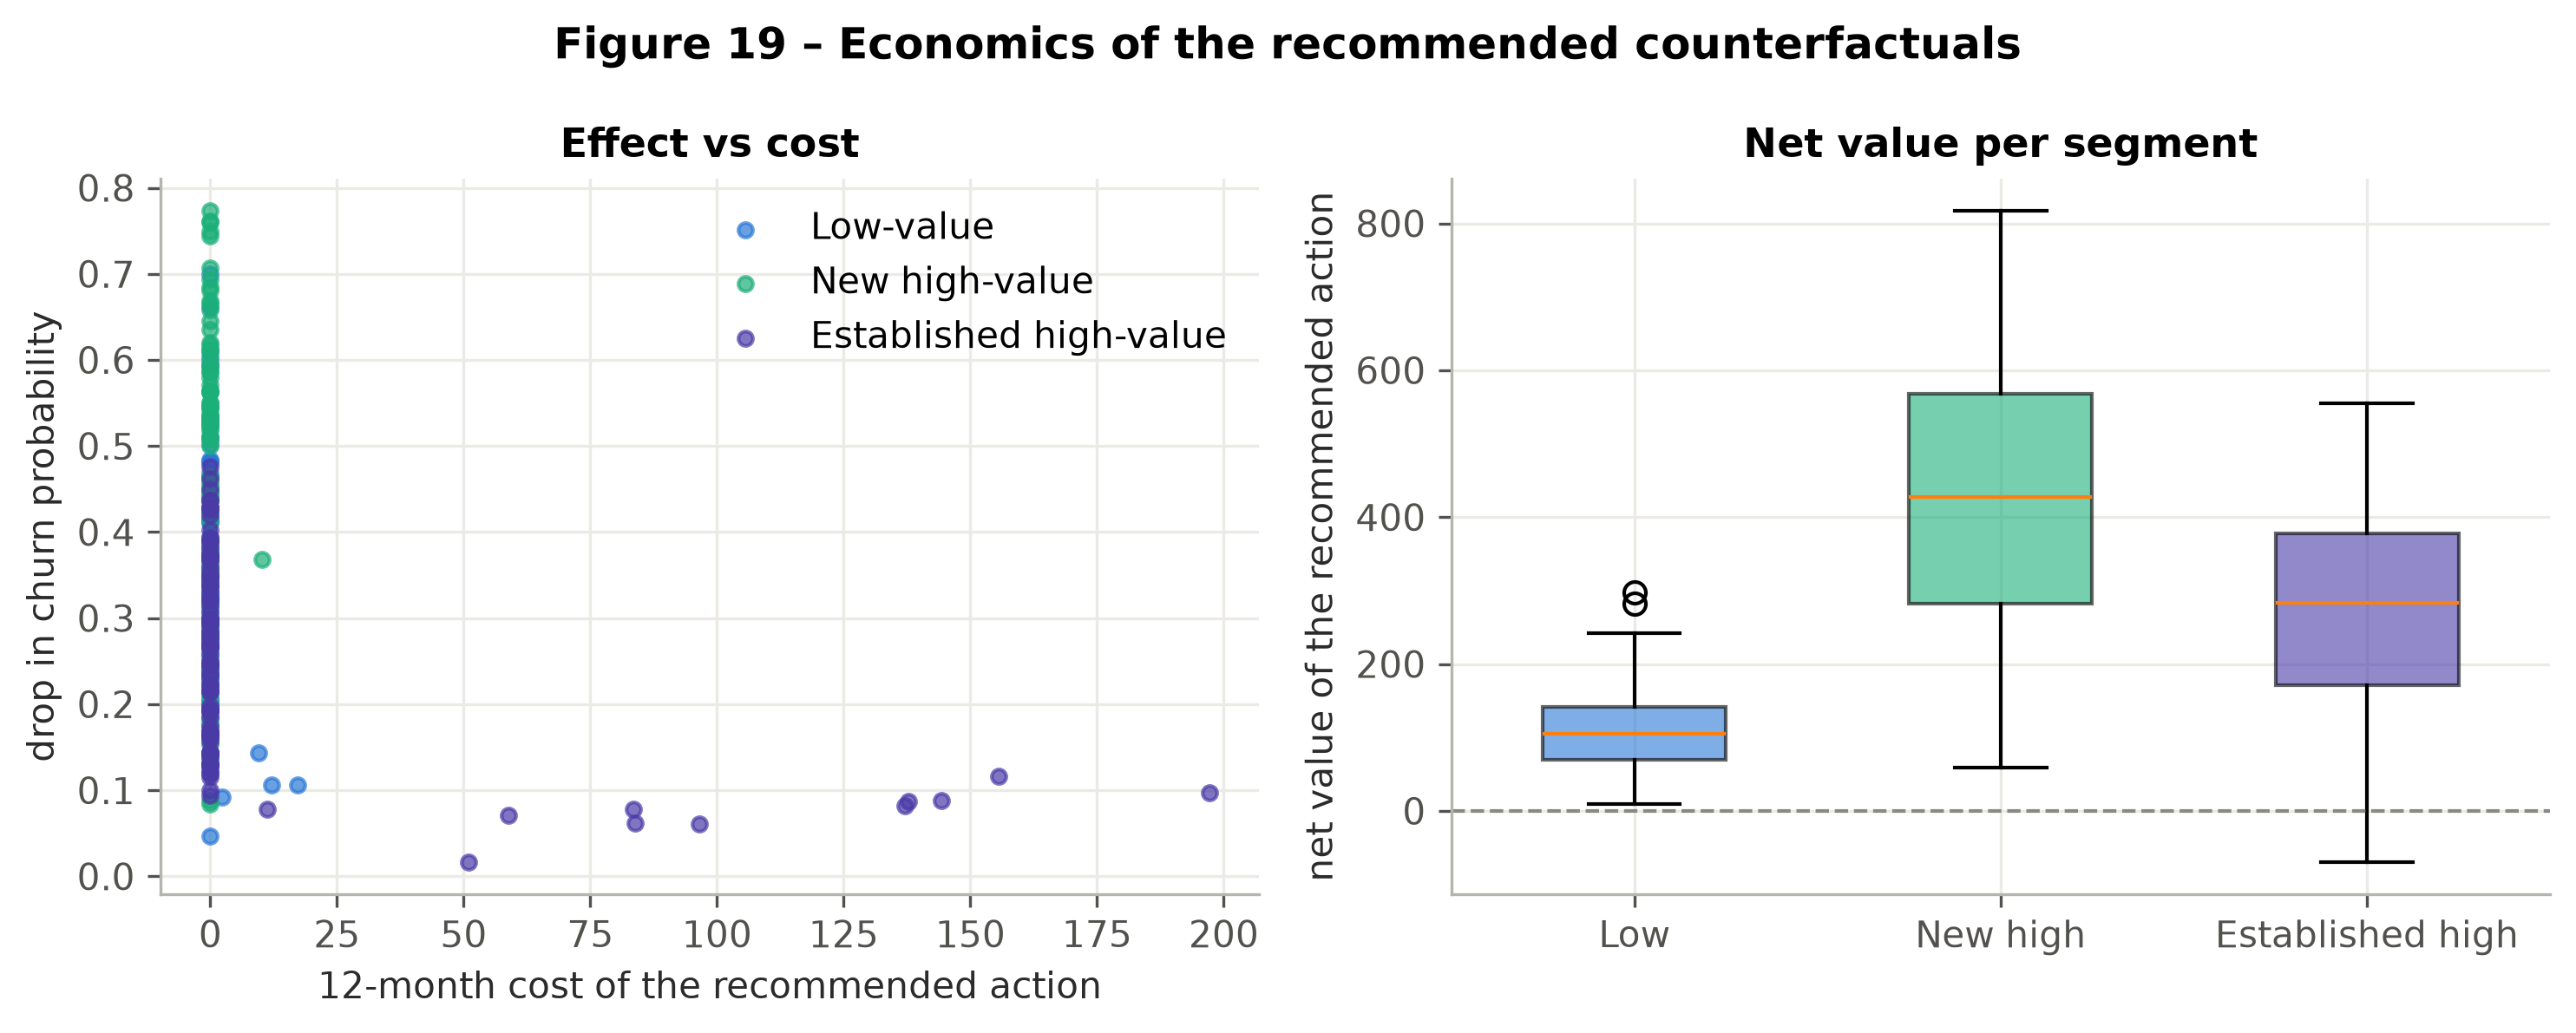 Figure 19 – Economics of the recommended counterfactuals
Effect vs cost
drop in churn probability
0.8
0.7
0.6
0.5
0.4
0.3
0.2
0.1
0.0
Low-value
New high-value
Established high-value
0 25 50 75 100 125 150 175 200
12-month cost of the recommended action
Net value per segment
net value of the recommended action
800
600
400
200
0
Low New high Established high